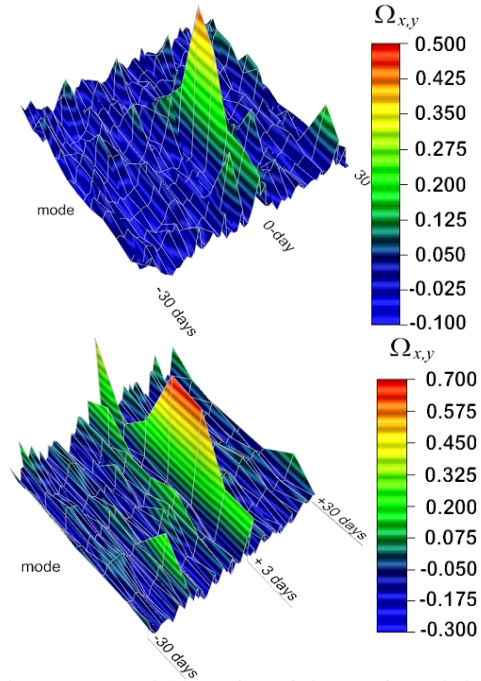 Ωx,y
0.500
0.425
0.350
0.275
0.200
0.125
0.050
-0.025
-0.100
mode
-30 days
0-day
30
Ωx,y
0.700
0.575
0.450
0.325
0.200
0.075
-0.050
-0.175
-0.300
mode
-30 days
+ 3 days
+30 days